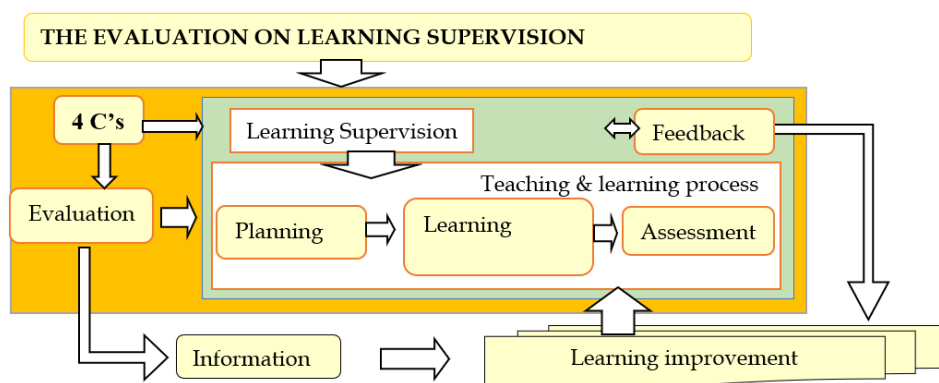 THE EVALUATION ON LEARNING SUPERVISION
4 C’s
Learning Supervision
Feedback
Teaching & learning process
Evaluation
Planning
Learning
Assessment
Information
Learning improvement